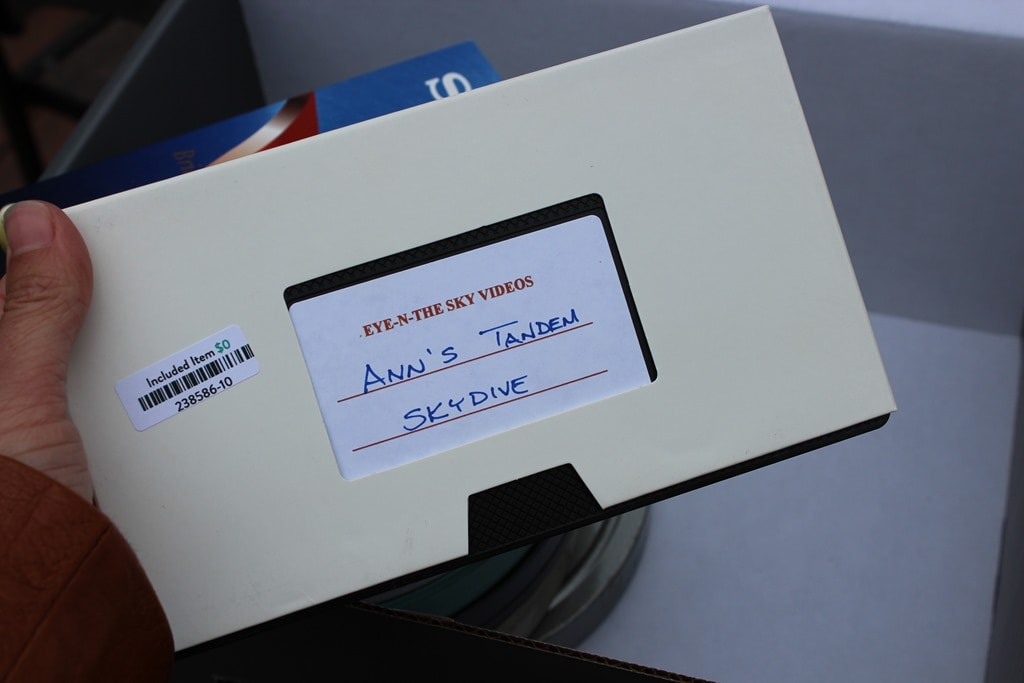 S
EYE-N-THE SKY VIDEOS
ANN'S TANDEM
SKYDIVE
Included Item $0
238586-10